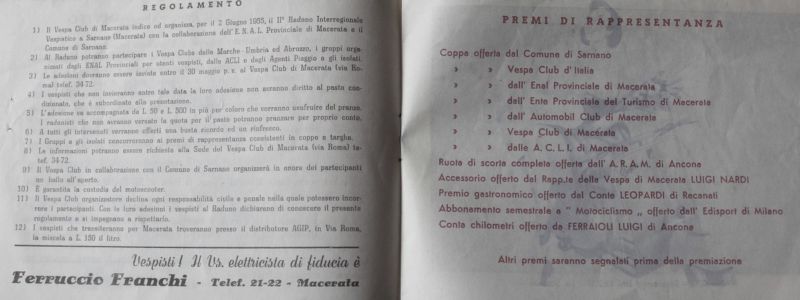 REGOLAMENTO
1) Il Vespa Club di Macerata indice ed organizza, per il 2 Giugno 1955, il IIº Raduno Interregionale
Vespatico a Sarnano (Macerata) con la collaborazione dell'E.N.A.L. Provinciale di Macerata e il
Comune di Sarnano.
2) Al Raduno potranno partecipare i Vespa Clubs delle Marche-Umbria ed Abruzzo, i gruppi orga-
nizzati dagli ENAL Provinciali per utenti vespisti, dalle ACLI e dagli Agenti Piaggio e gli isolati.
3) Le adesioni dovranno essere inviate entro il 30 maggio p. v. al Vespa Club di Macerata (via Ro-
ma) telef. 34-72.
4) I vespisti che non invieranno entro tale data la loro adesione non avranno diritto al pasto con-
dizionato, che è subordinato alla presentazione.
5) L'adesione va accompagnata da L. 50 e L. 500 in più per coloro che vorranno usufruire del pranzo.
I radunisti che non avranno versato la quota per il pasto potranno pranzare per proprio conto.
6) A tutti gli intervenuti verranno offerti una busta ricordo ed un rinfresco.
7) I Gruppi e gli isolati concorreranno ai premi di rappresentanza consistenti in coppe e targhe.
8) Le informazioni potranno essere richieste alla Sede del Vespa Club di Macerata (via Roma) te-
lef. 34-72.
9) Il Vespa Club in collaborazione con il Comune di Sarnano organizzerà in onore dei partecipanti
un ballo all'aperto.
10) E' garantita la custodia del motoscooter.
11) Il Vespa Club organizzatore declina ogni responsabilità civile e penale nella quale potessero incor-
rere i partecipanti. Con la loro adesione i vespisti al Raduno dichiarano di conoscere il presente
regolamento e si impegnano a rispettarlo.
12) I vespisti che transiteranno per Macerata troveranno presso il distributore AGIP, in Via Roma,
la miscela a L. 130 il litro.
Vespisti! Il Vs. elettricista di fiducia è
Ferruccio Franchi - Telef. 21-22 - Macerata
PREMI DI RAPPRESENTANZA
Coppa offerta dal Comune di Sarnano
» » Vespa Club d'Italia
» » dall' Enal Provinciale di Macerata
» » dall' Ente Provinciale del Turismo di Macerata
» » dall' Automobil Club di Macerata
» » Vespa Club di Macerata
» » dalle A.C.L.I. di Macerata
Ruota di scorta completa offerta dall' A.R.A.M. di Ancona
Accessorio offerto dal Rapp.te della Vespa di Macerata LUIGI NARDI
Premio gastronomico offerto dal Conte LEOPARDI di Recanati
Abbonamento semestrale a " Motociclismo „ offerto dall' Edisport di Milano
Conta chilometri offerto da FERRAIOLI LUIGI di Ancona
Altri premi saranno segnalati prima della premiazione